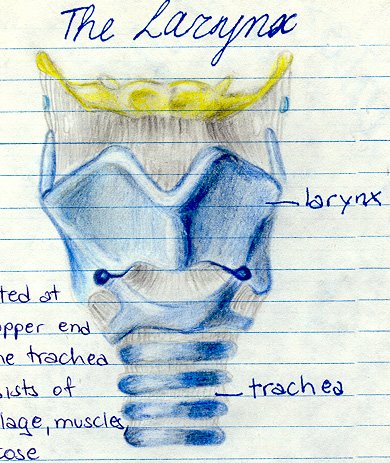 The Larynx
larynx
ted at
pper end
he trachea
trachea
ists of
lage, muscles,
cose